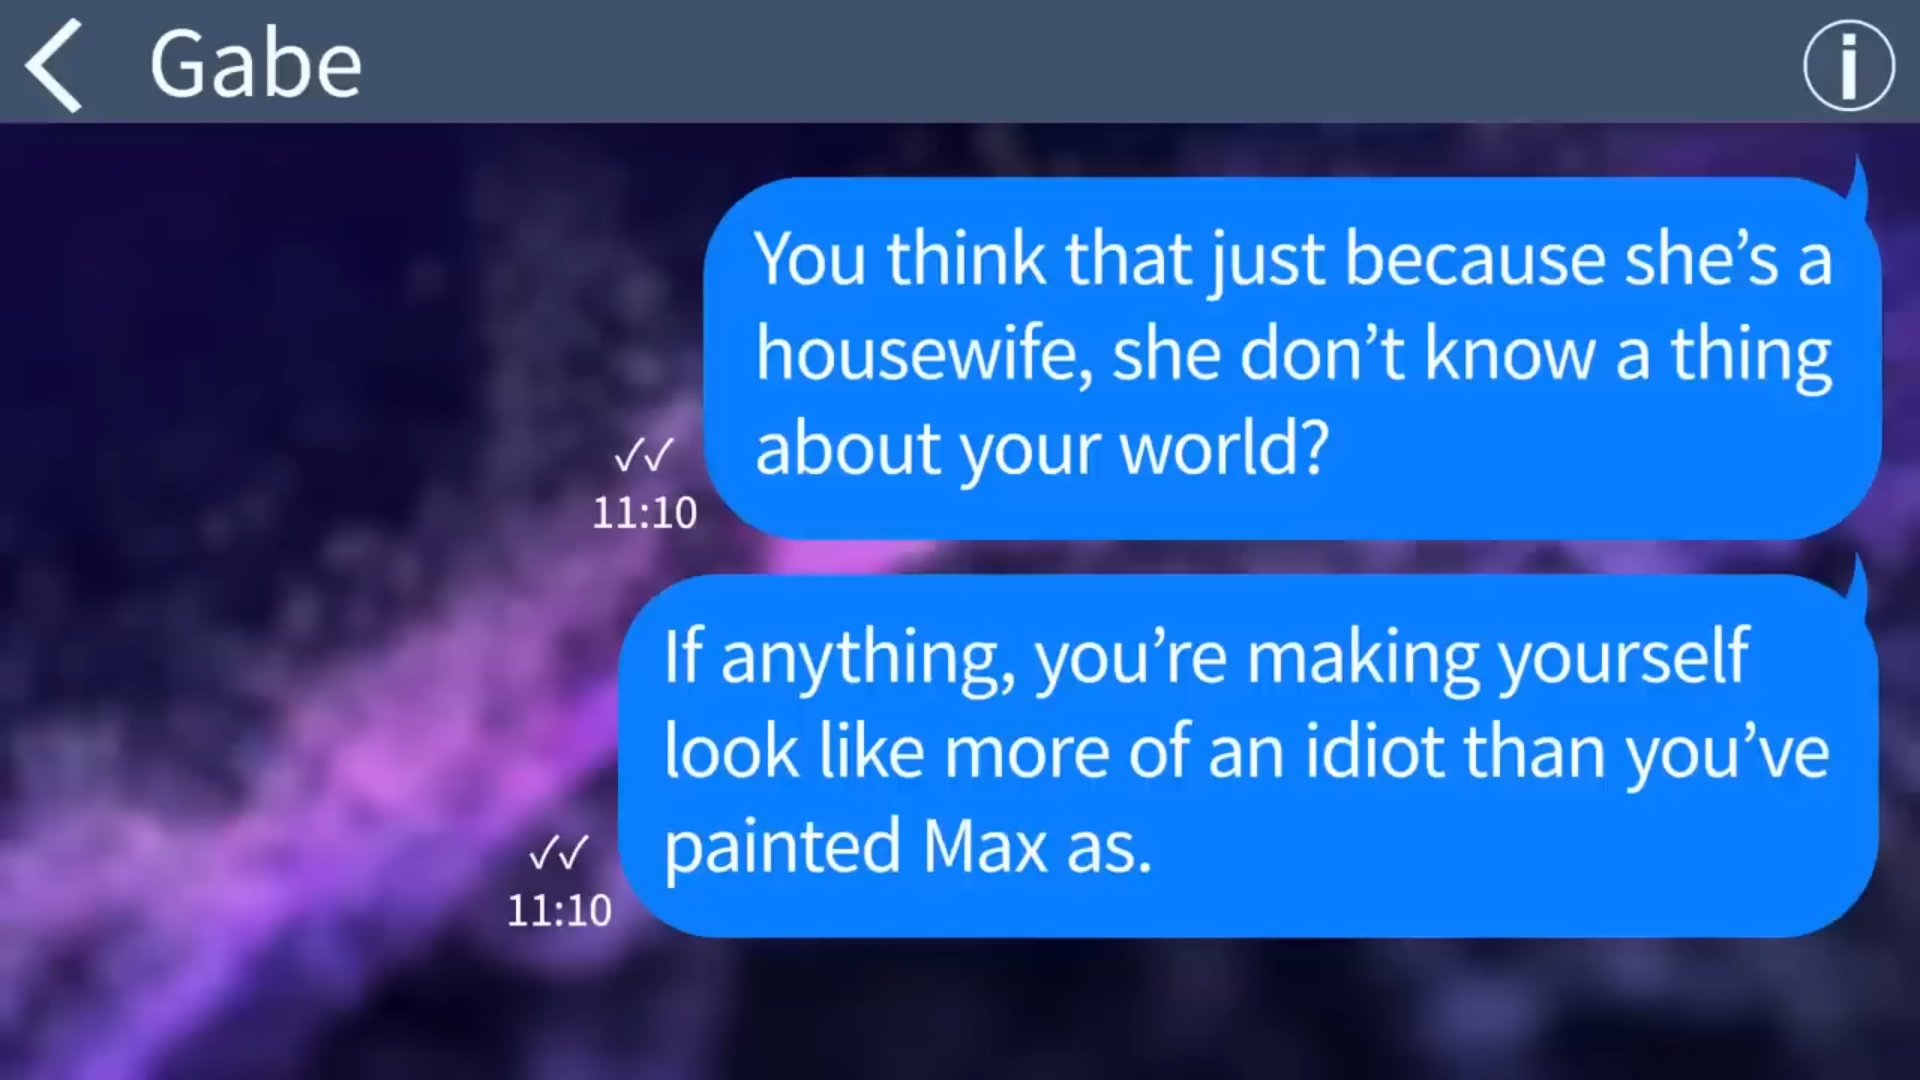 Gabe
You think that just because she’s a
housewife, she don’t know a thing
about your world?
✓✓
11:10
If anything, you’re making yourself
look like more of an idiot than you’ve
painted Max as.
✓✓
11:10